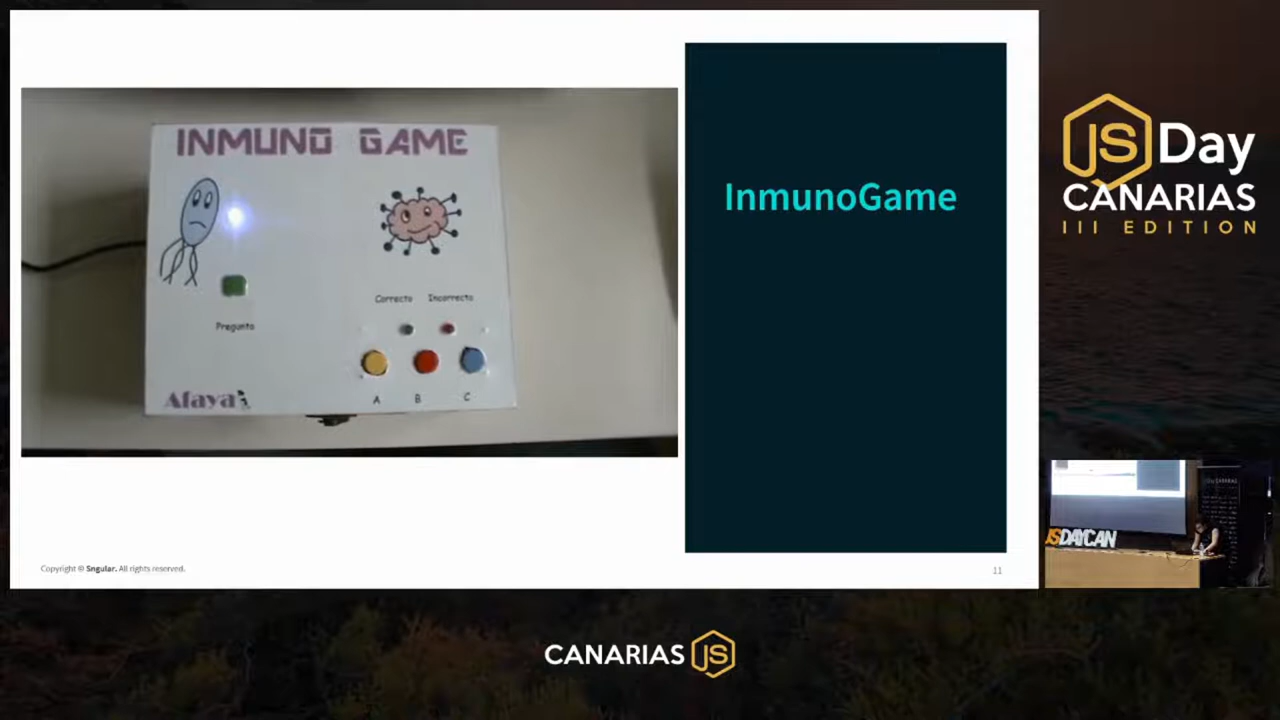 INMUNO GAME
Correcto Incorrecto
Pregunta
A B C
Afaya
InmunoGame
Copyright © Sngular. All rights reserved.
11
JS Day
CANARIAS
III EDITION
JSDAYCAN
CANARIAS JS